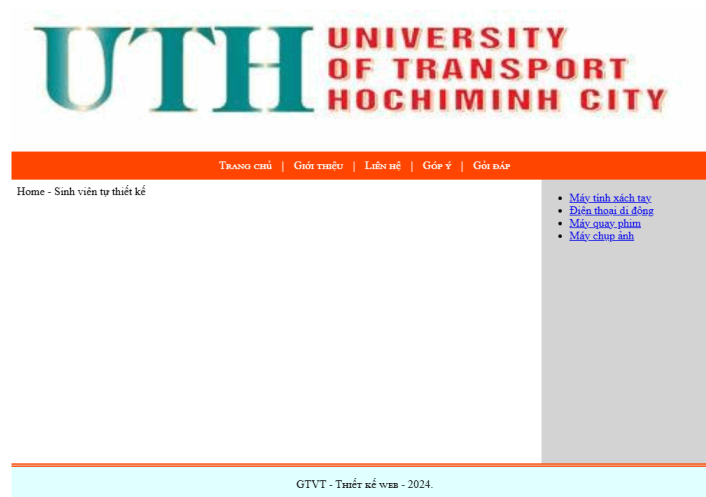 UTH UNIVERSITY
OF TRANSPORT
HOCHIMINH CITY
Trang chủ | Giới thiệu | Liên hệ | Góp ý | Gỏi đáp
Home - Sinh viên tự thiết kế
Máy tính xách tay
Điện thoại di động
Máy quay phim
Máy chụp ảnh
GTVT - Thiết kế web - 2024.